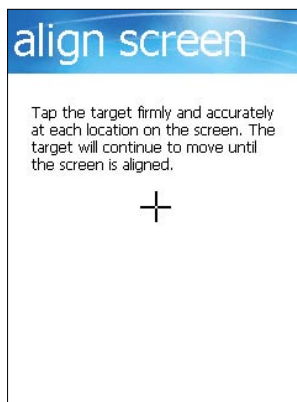 align screen
Tap the target firmly and accurately
at each location on the screen. The
target will continue to move until
the screen is aligned.